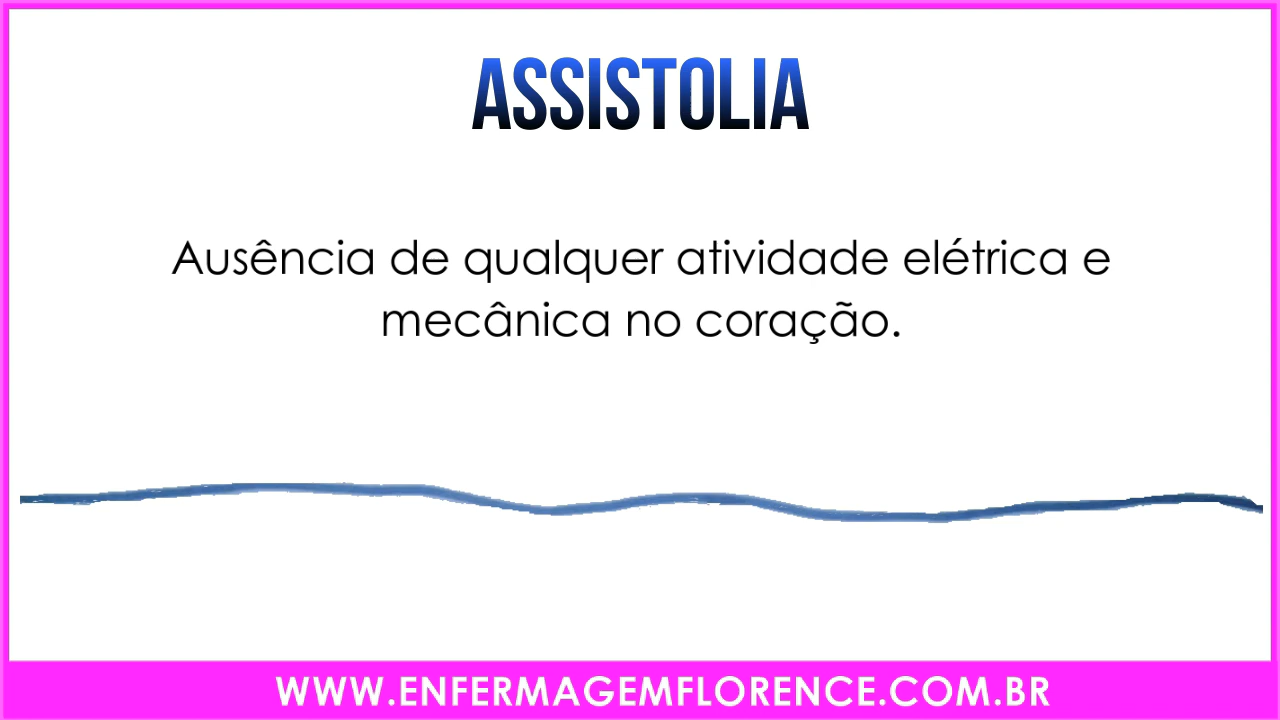 ASSISTOLIA
Ausência de qualquer atividade elétrica e
mecânica no coração.
WWW.ENFERMAGEMFLORENCE.COM.BR